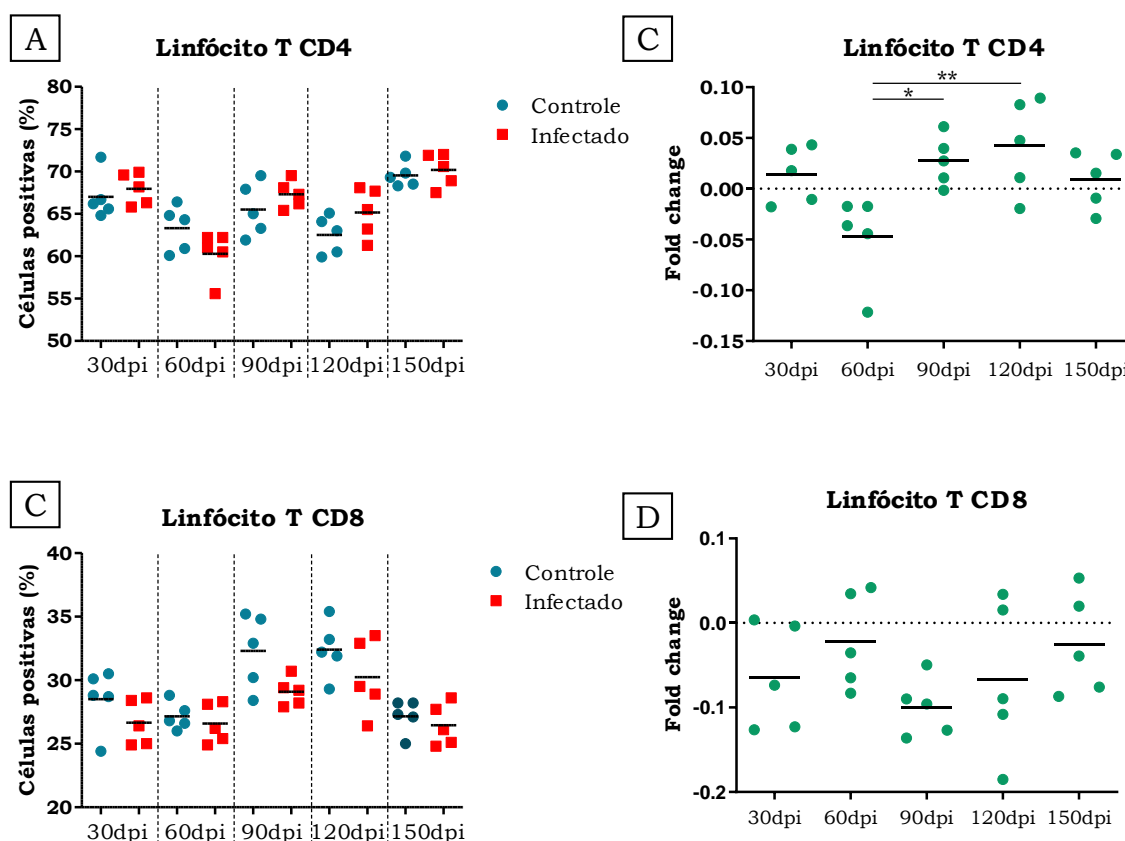 A
Linfócito T CD4
Células positivas (%)
80
75
70
65
60
55
50
30dpi 60dpi 90dpi 120dpi 150dpi
Controle
Infectado
C
Linfócito T CD4
Fold change
0.10
0.05
0.00
-0.05
-0.10
-0.15
* 
**
30dpi 60dpi 90dpi 120dpi 150dpi
C
Linfócito T CD8
Células positivas (%)
40
35
30
25
20
30dpi 60dpi 90dpi 120dpi 150dpi
Controle
Infectado
D
Linfócito T CD8
Fold change
0.1
0.0
-0.1
-0.2
30dpi 60dpi 90dpi 120dpi 150dpi